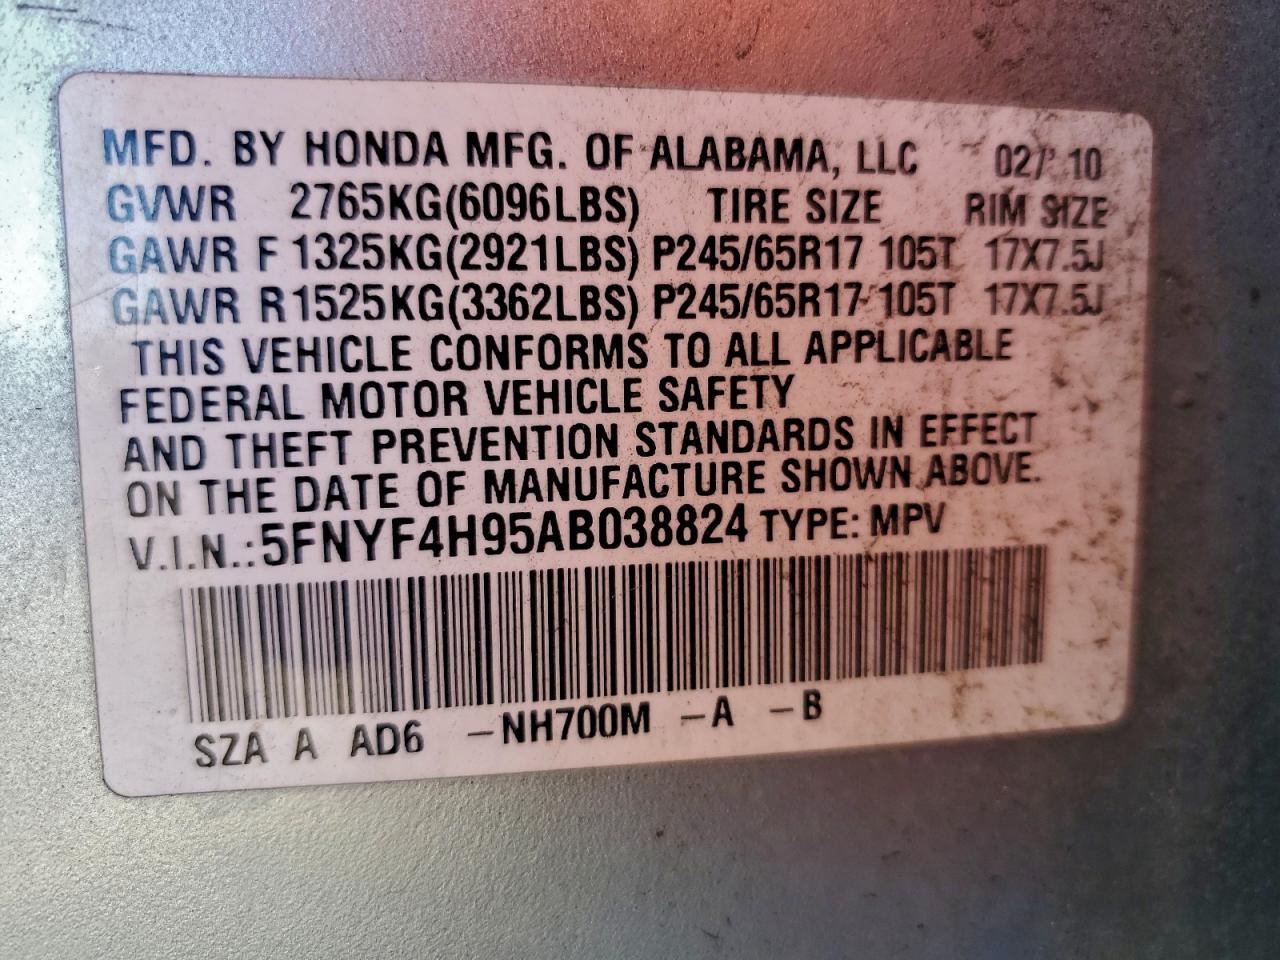 MFD. BY HONDA MFG. OF ALABAMA, LLC 02/ 10
GVWR 2765KG(6096LBS) TIRE SIZE RIM SIZE
GAWR F 1325KG(2921LBS) P245/65R17 105T 17X7.5J
GAWR R1525KG(3362LBS) P245/65R17 105T 17X7.5J
THIS VEHICLE CONFORMS TO ALL APPLICABLE
FEDERAL MOTOR VEHICLE SAFETY
AND THEFT PREVENTION STANDARDS IN EFFECT
ON THE DATE OF MANUFACTURE SHOWN ABOVE.
V.I.N.:5FNYF4H95AB038824 TYPE: MPV
SZA A AD6 –NH700M –A –B